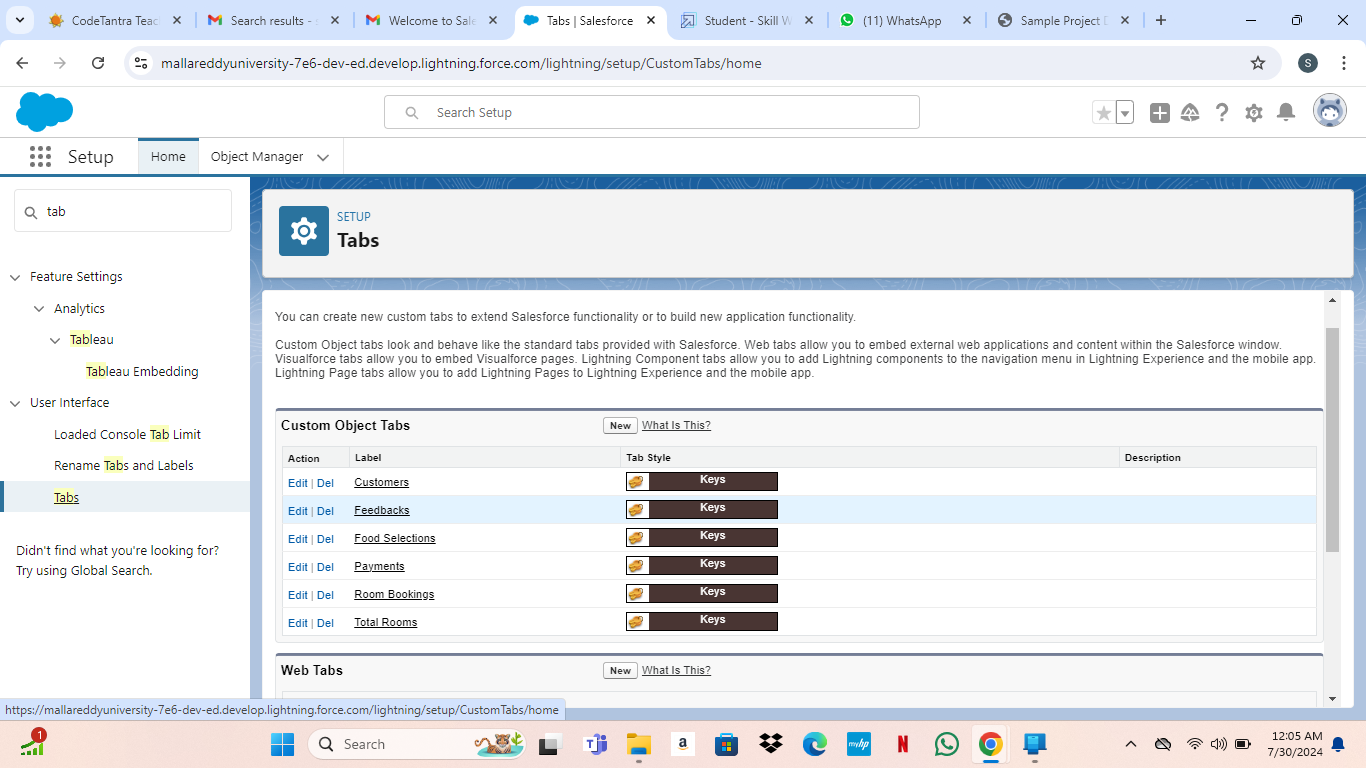 CodeTantra Teac
Search results - s
Welcome to Sale
Tabs | Salesforce
Student - Skill W
(11) WhatsApp
Sample Project D
mallareddyuniversity-7e6-dev-ed.develop.lightning.force.com/lightning/setup/CustomTabs/home
S
Search Setup
Setup
Home
Object Manager
tab
Feature Settings
Analytics
Tableau
Tableau Embedding
User Interface
Loaded Console Tab Limit
Rename Tabs and Labels
Tabs
Didn't find what you're looking for?
Try using Global Search.
SETUP
Tabs
You can create new custom tabs to extend Salesforce functionality or to build new application functionality.
Custom Object tabs look and behave like the standard tabs provided with Salesforce. Web tabs allow you to embed external web applications and content within the Salesforce window.
Visualforce tabs allow you to embed Visualforce pages. Lightning Component tabs allow you to add Lightning components to the navigation menu in Lightning Experience and the mobile app.
Lightning Page tabs allow you to add Lightning Pages to Lightning Experience and the mobile app.
Custom Object Tabs New What Is This?
Action Label Tab Style Description
Edit | Del Customers Keys
Edit | Del Feedbacks Keys
Edit | Del Food Selections Keys
Edit | Del Payments Keys
Edit | Del Room Bookings Keys
Edit | Del Total Rooms Keys
Web Tabs New What Is This?
https://mallareddyuniversity-7e6-dev-ed.develop.lightning.force.com/lightning/setup/CustomTabs/home
1
Search
a
myhp
N
12:05 AM
7/30/2024